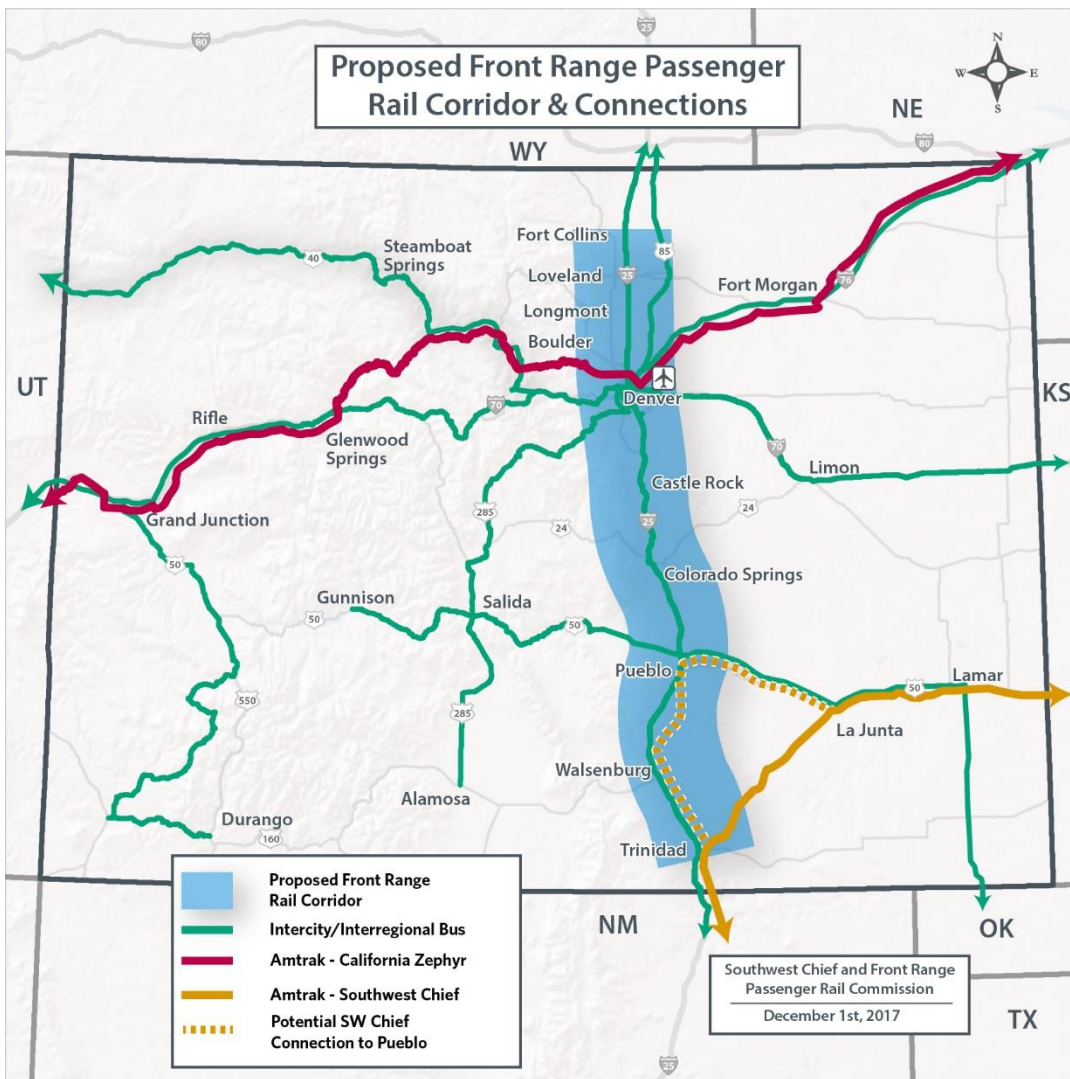 25
80
Proposed Front Range Passenger
Rail Corridor & Connections
N
W E
S
NE
WY
80
Fort Collins
85
Steamboat
Springs
40
Loveland
25
Fort Morgan
76
Longmont
Boulder
UT
KS
Denver
70
Rifle
Glenwood
Springs
76
Limon
Castle Rock
Grand Junction
285
24
25
24
50
Colorado Springs
Gunnison
Salida
50
50
Pueblo
Lamar
50
550
La Junta
285
Walsenburg
Alamosa
Durango
160
Trinidad
Proposed Front Range
Rail Corridor
Intercity/Interregional Bus
Amtrak - California Zephyr
Amtrak - Southwest Chief
Potential SW Chief
Connection to Pueblo
NM
OK
Southwest Chief and Front Range
Passenger Rail Commission
December 1st, 2017
TX
25